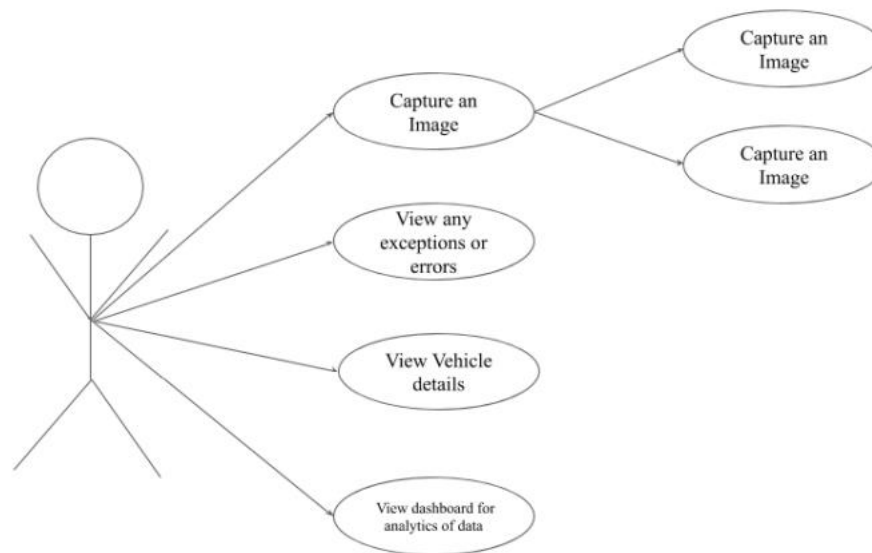 Capture an
Image
Capture an
Image
Capture an
Image
View any
exceptions or
errors
View Vehicle
details
View dashboard for
analytics of data